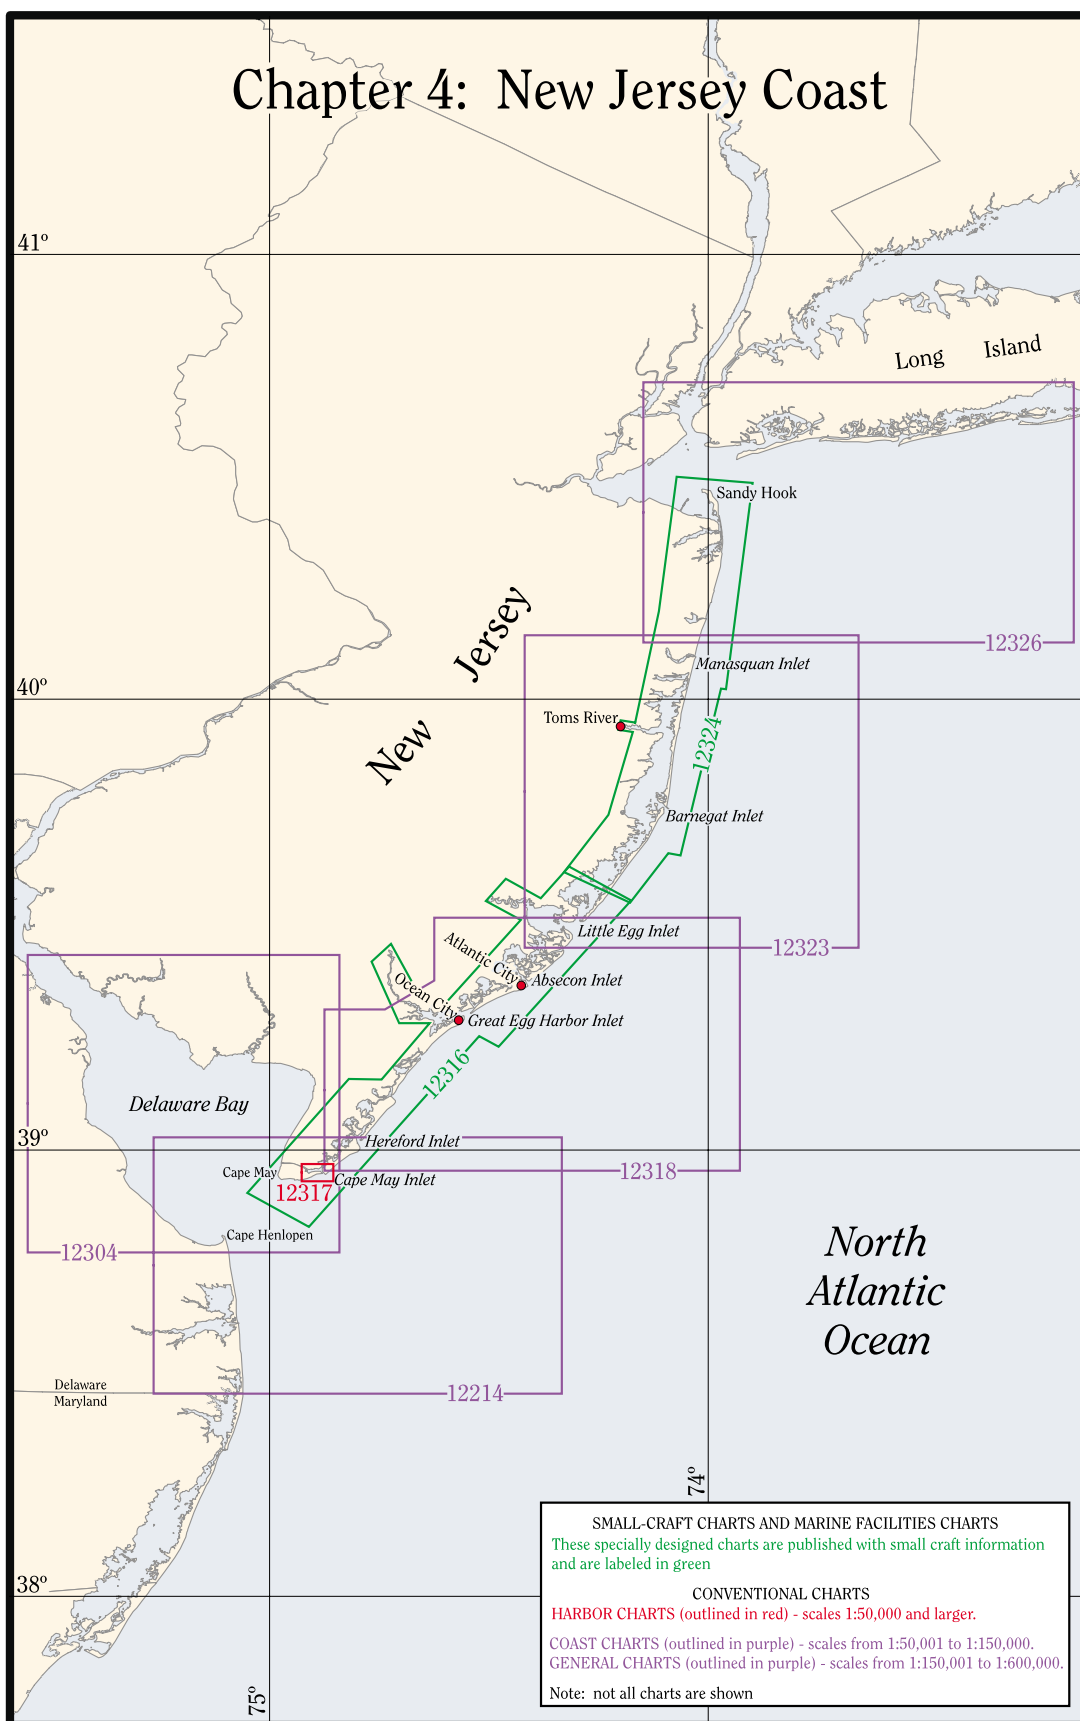 Chapter 4: New Jersey Coast
41º
Long Island
Sandy Hook
12326
New Jersey
Manasquan Inlet
40º
Toms River
12324
Barnegat Inlet
Little Egg Inlet
12323
Atlantic City
Absecon Inlet
Ocean City
Great Egg Harbor Inlet
12316
Delaware Bay
39º
Hereford Inlet
Cape May
12318
Cape May Inlet
12317
Cape Henlopen
12304
North
Atlantic
Ocean
Delaware
Maryland
12214
74º
38º
75º
SMALL-CRAFT CHARTS AND MARINE FACILITIES CHARTS
These specially designed charts are published with small craft information
and are labeled in green
CONVENTIONAL CHARTS
HARBOR CHARTS (outlined in red) - scales 1:50,000 and larger.
COAST CHARTS (outlined in purple) - scales from 1:50,001 to 1:150,000.
GENERAL CHARTS (outlined in purple) - scales from 1:150,001 to 1:600,000.
Note: not all charts are shown